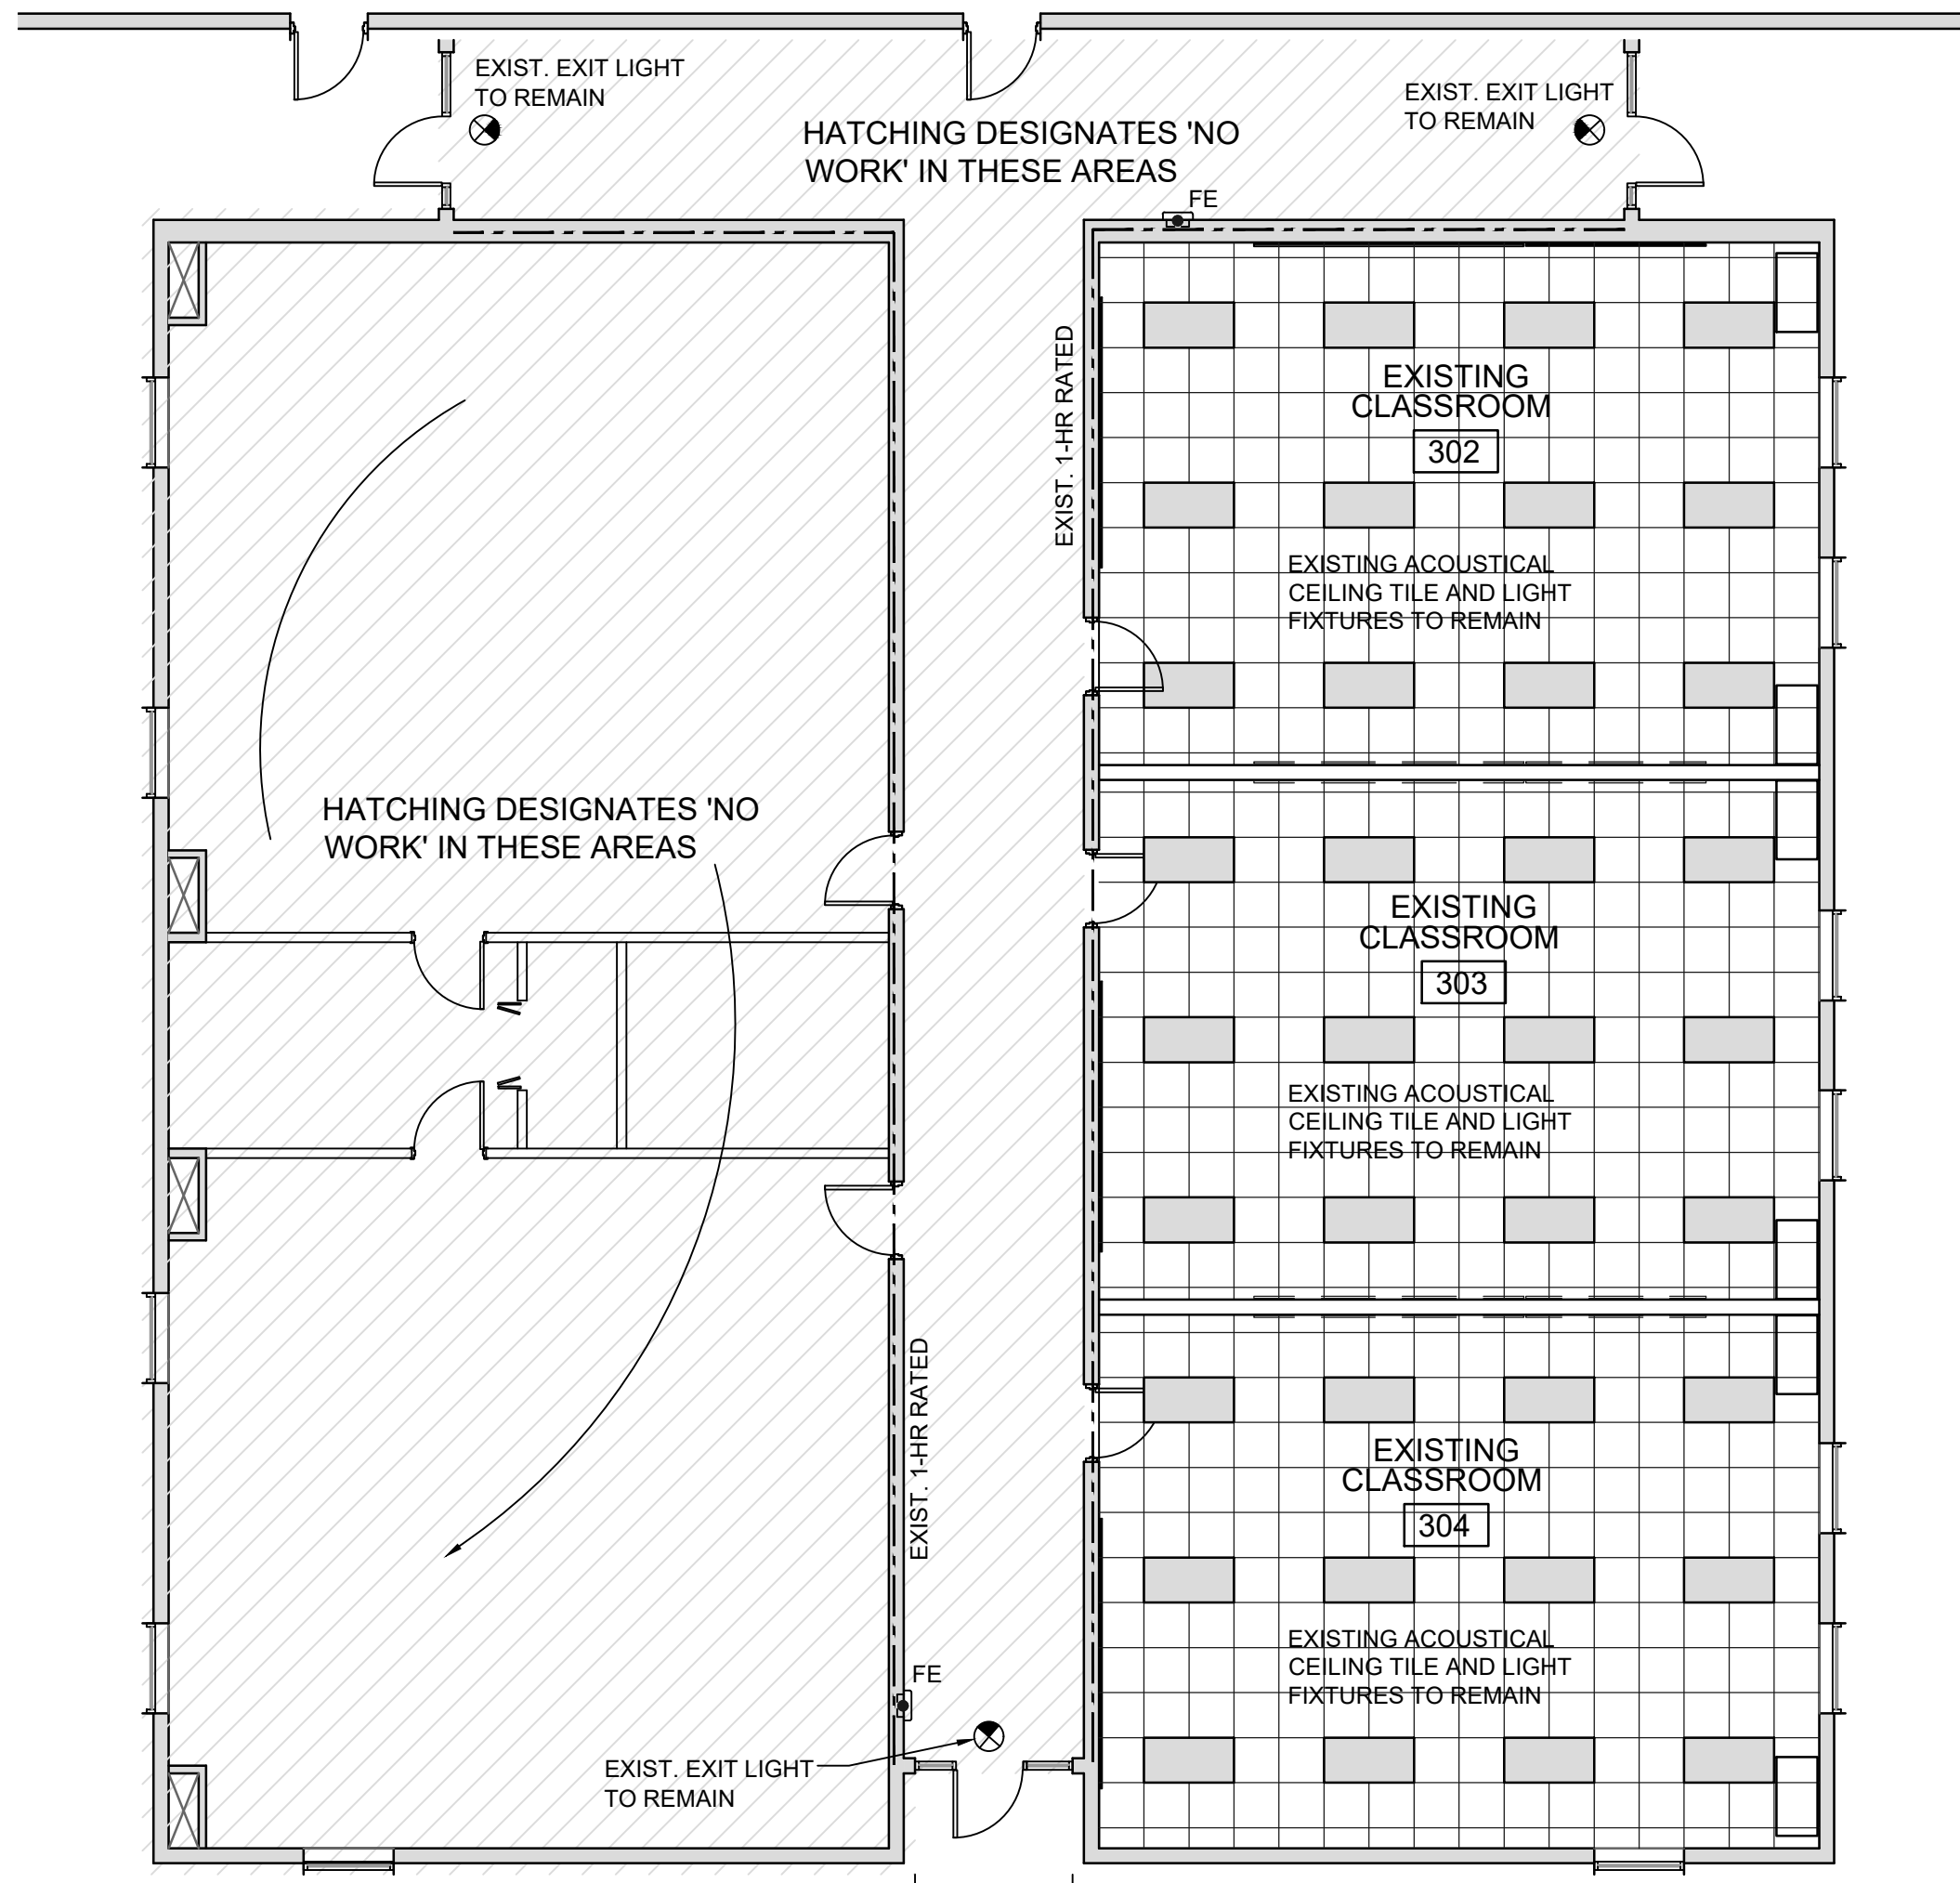 EXIST. EXIT LIGHT
TO REMAIN
EXIST. EXIT LIGHT
TO REMAIN
HATCHING DESIGNATES 'NO
WORK' IN THESE AREAS
FE
EXIST. 1-HR RATED
EXISTING
CLASSROOM
302
EXISTING ACOUSTICAL
CEILING TILE AND LIGHT
FIXTURES TO REMAIN
HATCHING DESIGNATES 'NO
WORK' IN THESE AREAS
EXISTING
CLASSROOM
303
EXISTING ACOUSTICAL
CEILING TILE AND LIGHT
FIXTURES TO REMAIN
EXIST. 1-HR RATED
EXISTING
CLASSROOM
304
EXISTING ACOUSTICAL
CEILING TILE AND LIGHT
FIXTURES TO REMAIN
FE
EXIST. EXIT LIGHT
TO REMAIN